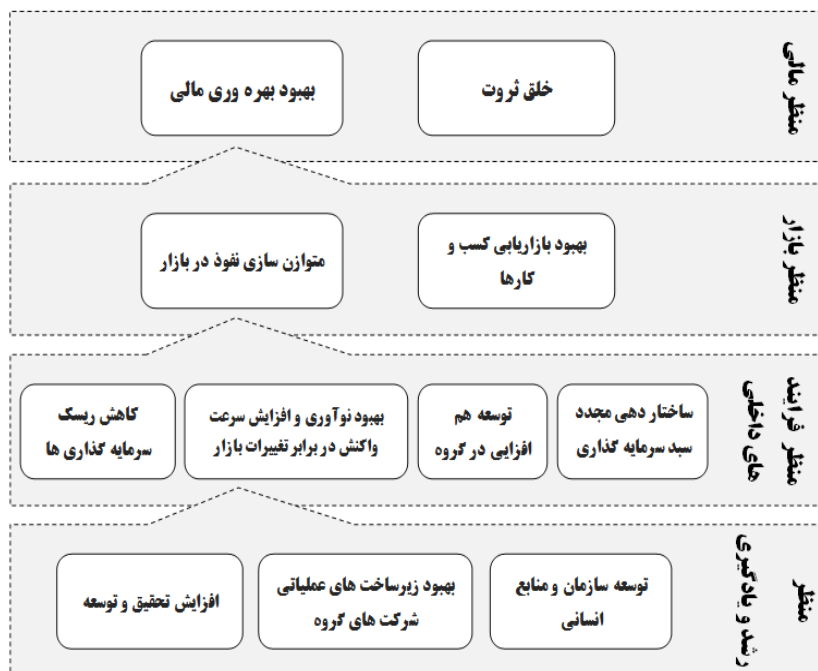 منظر مالی
خلق ثروت
بهبود بهره وری مالی
منظر بازار
بهبود بازاریابی کسب و
کارها
متوازن سازی نفوذ در بازار
منظر فرایند
های داخلی
ساختار دهی مجدد
سبد سرمایه گذاری
توسعه هم
افزایی در گروه
بهبود نوآوری و افزایش سرعت
واکنش در برابر تغییرات بازار
کاهش ریسک
سرمایه گذاری ها
منظر
رشد و یادگیری
توسعه سازمان و منابع
انسانی
بهبود زیرساخت های عملیاتی
شرکت های گروه
افزایش تحقیق و توسعه